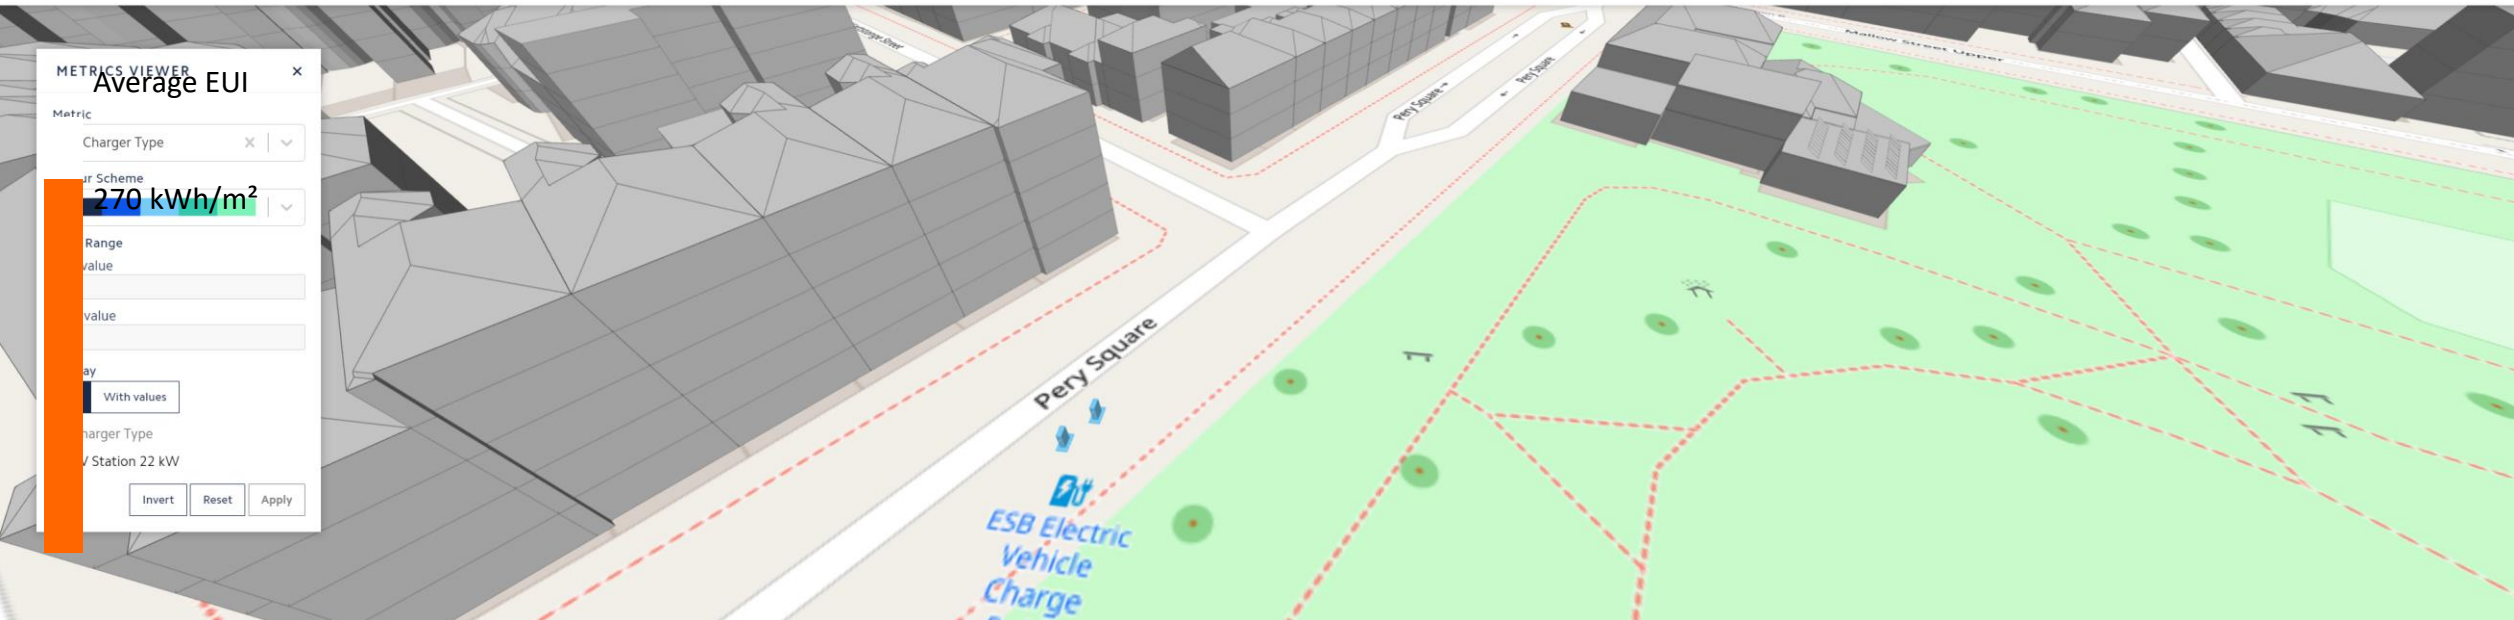 METRICS VIEWER ×
Average EUI
Metric
Charger Type
ur Scheme
270 kWh/m²
Range
value
value
ay
With values
harger Type
Station 22 kW
Invert Reset Apply
Pery Square
Pery Square
Pery Square
Mallow Street Upper
ESB Electric
Vehicle
Charge